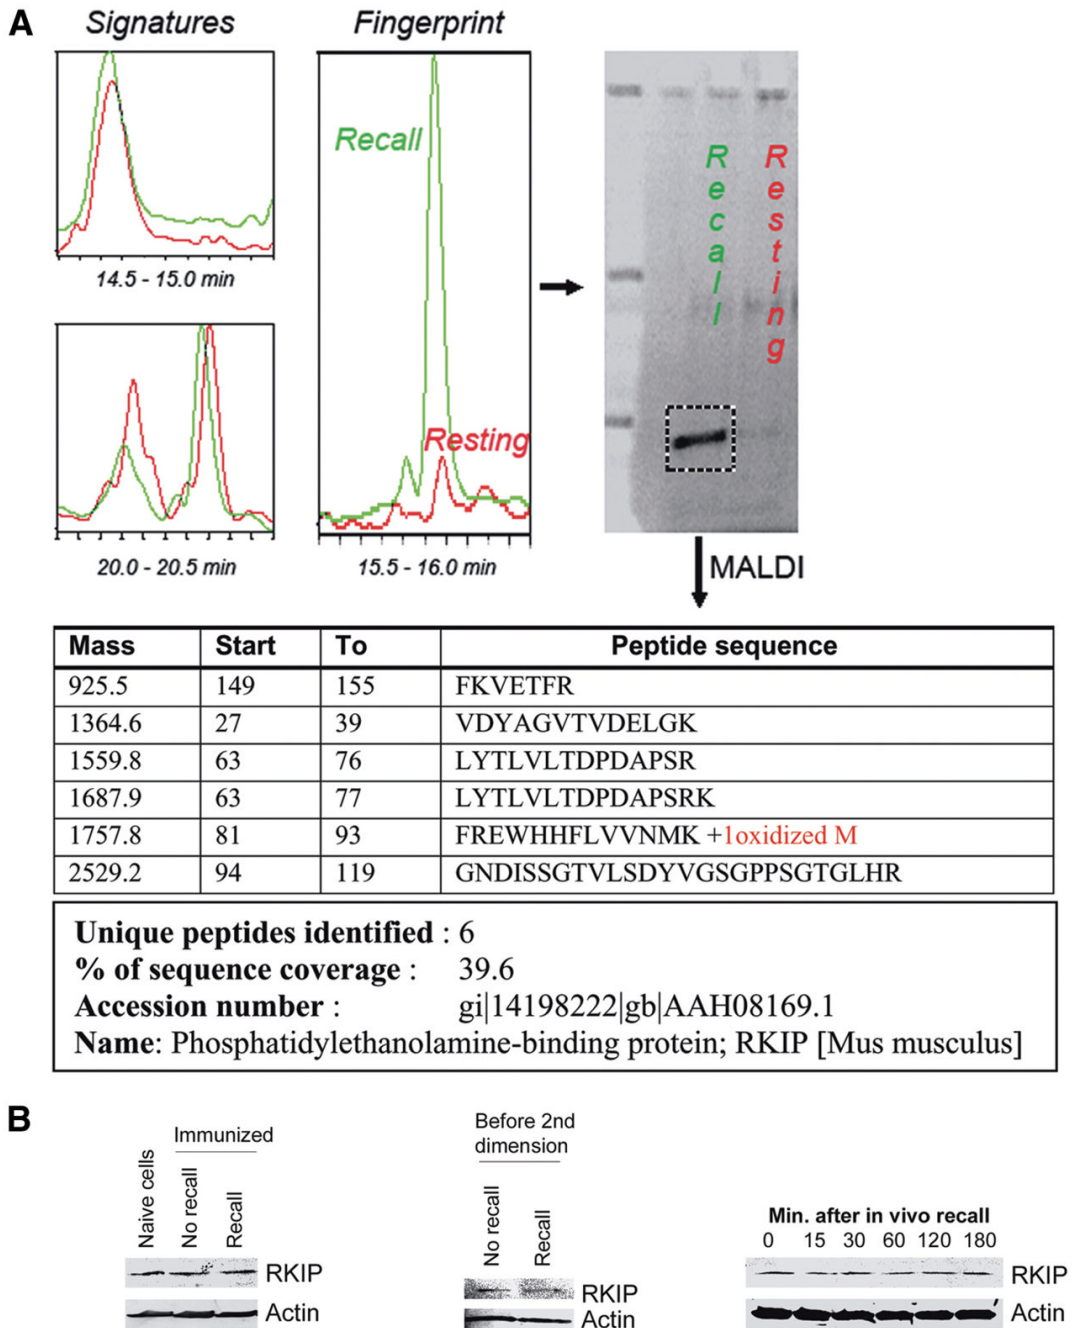 A
Signatures
Fingerprint
Recall
Resting
14.5 - 15.0 min
20.0 - 20.5 min
15.5 - 16.0 min
Recall
Resting
MALDI
Mass Start To Peptide sequence
925.5 149 155 FKVETFR
1364.6 27 39 VDYAGVTVDELGK
1559.8 63 76 LYTLVLTDPDAPSR
1687.9 63 77 LYTLVLTDPDAPSRK
1757.8 81 93 FREWHHFLVVNMK +1oxidized M
2529.2 94 119 GNDISSGTVLSDYVGSGPPSGTGLHR
Unique peptides identified : 6
% of sequence coverage : 39.6
Accession number : gi|14198222|gb|AAH08169.1
Name: Phosphatidylethanolamine-binding protein; RKIP [Mus musculus]
B
Immunized
Naive cells
No recall
Recall
RKIP
Actin
Before 2nd
dimension
No recall
Recall
RKIP
Actin
Min. after in vivo recall
0 15 30 60 120 180
RKIP
Actin